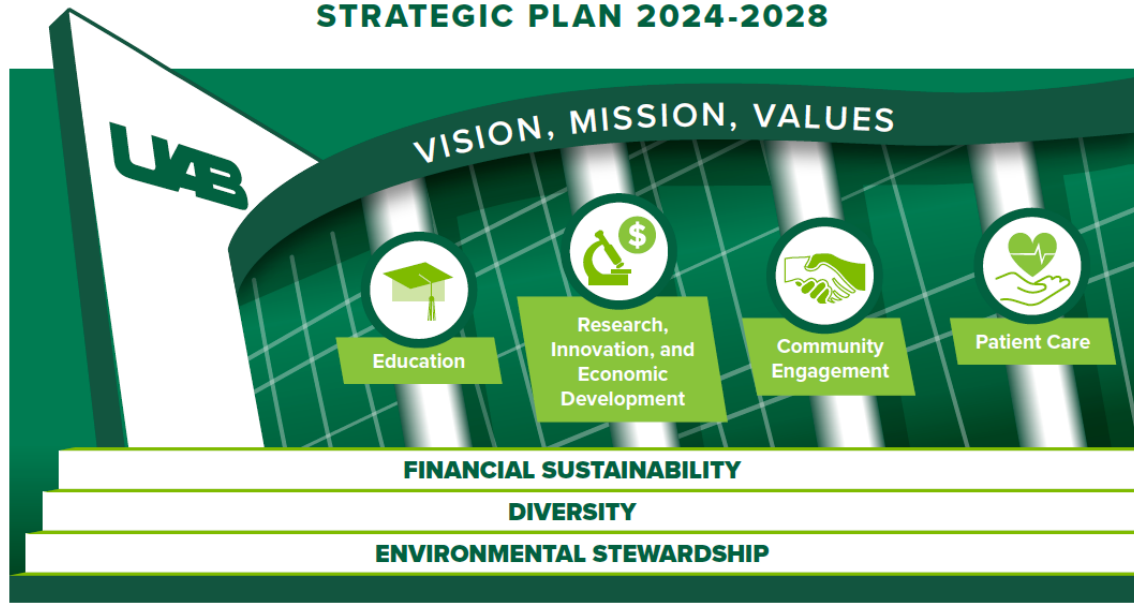 STRATEGIC PLAN 2024-2028
VISION, MISSION, VALUES
UAB
$
Education
Research,
Innovation, and
Economic
Development
Community
Engagement
Patient Care
FINANCIAL SUSTAINABILITY
DIVERSITY
ENVIRONMENTAL STEWARDSHIP